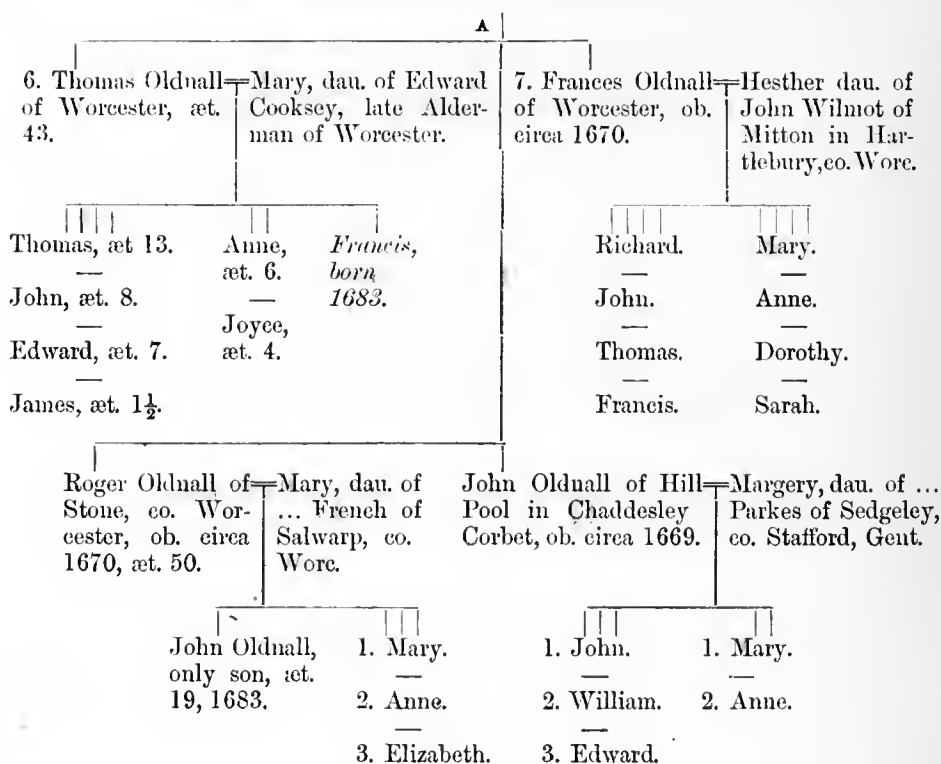 A
6. Thomas Oldnall
of Worcester, æt.
43.
Mary, dau. of Edward
Cooksey, late Alder-
man of Worcester.
7. Frances Oldnall
of Worcester, ob.
circa 1670.
Hesther dau. of
John Wilmot of
Mitton in Har-
tlebury, co. Worc.
Thomas, æt 13.
John, æt. 8.
Edward, æt. 7.
James, æt. 1½.
Anne,
æt. 6.
Joyce,
æt. 4.
Francis,
born
1683.
Richard.
John.
Thomas.
Francis.
Mary.
Anne.
Dorothy.
Sarah.
Roger Oldnall of
Stone, co. Wor-
cester, ob. circa
1670, æt. 50.
Mary, dau. of
... French of
Salwarp, co.
Worc.
John Oldnall of Hill
Pool in Chaddesley
Corbet, ob. circa 1669.
Margery, dau. of ...
Parkes of Sedgeley,
co. Stafford, Gent.
John Oldnall,
only son, æt.
19, 1683.
1. Mary.
2. Anne.
3. Elizabeth.
1. John.
2. William.
3. Edward.
1. Mary.
2. Anne.